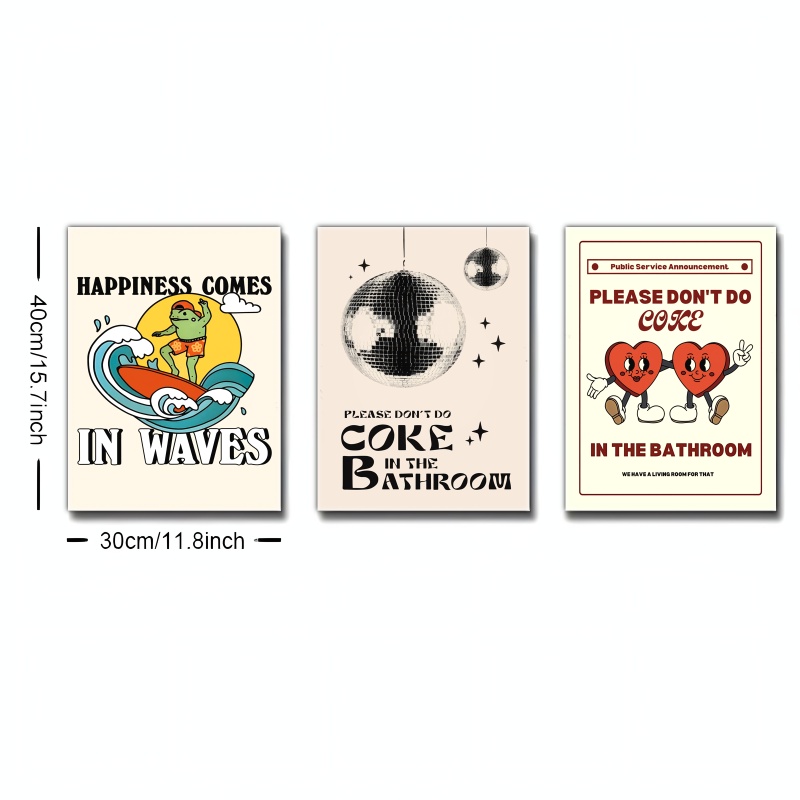 40cm/15.7inch
30cm/11.8inch
HAPPINESS COMES
IN WAVES
PLEASE DON'T DO
COKE
IN THE
BATHROOM
Public Service Announcement.
PLEASE DON'T DO
COKE
IN THE BATHROOM
WE HAVE A LIVING ROOM FOR THAT